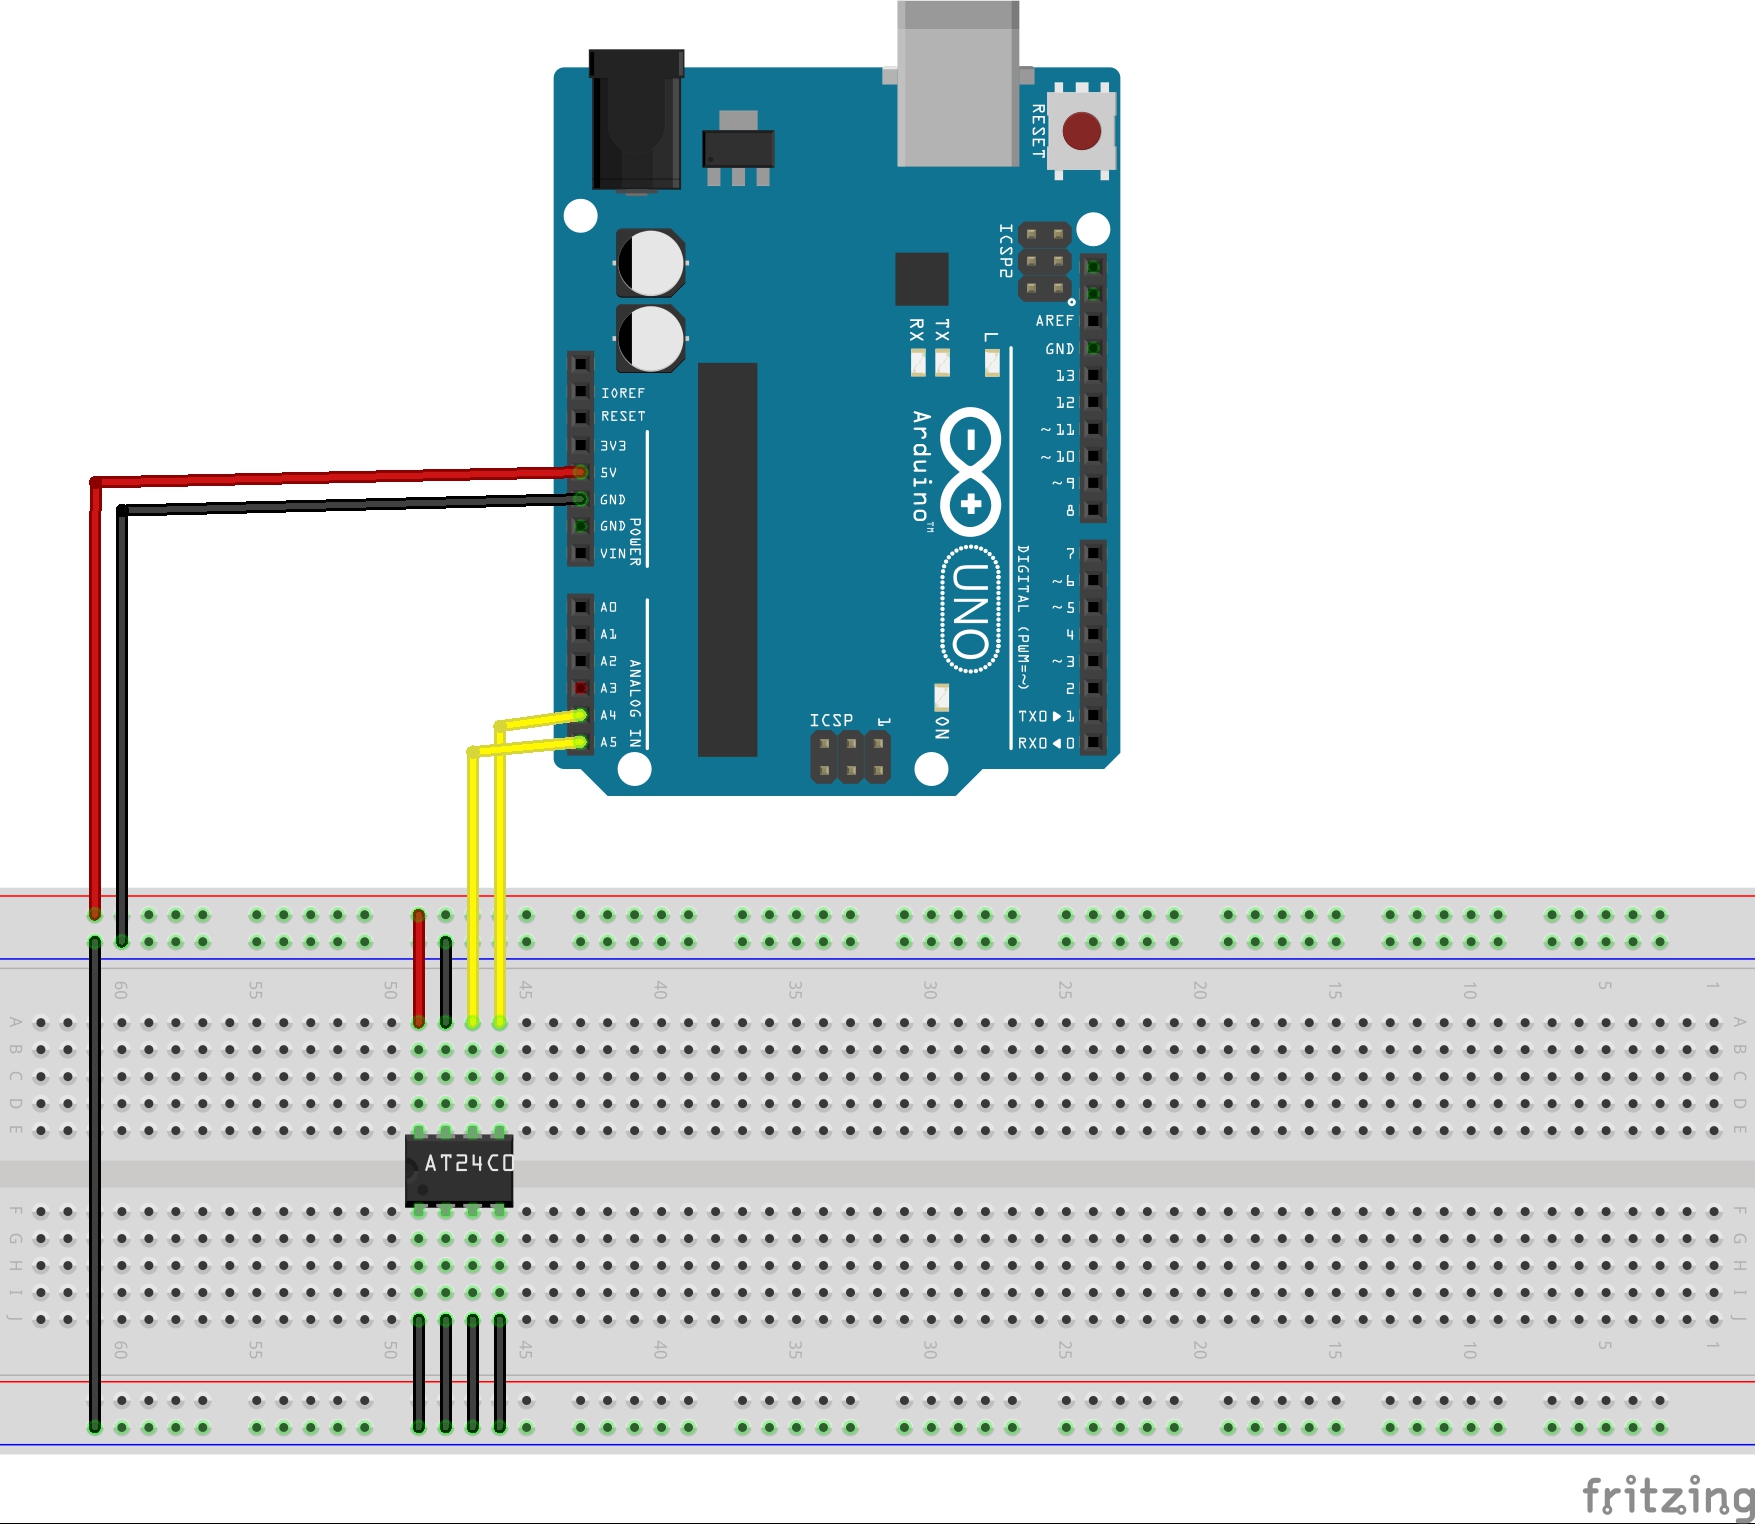 RESET
ICSP2
AREF
GND
13
12
~11
~10
~9
8
7
~6
~5
4
~3
2
TX0▶1
RX0◀0
DIGITAL (PWM=~)
RX
TX
L
Arduino™
UNO
ON
ICSP
1
IOREF
RESET
3V3
5V
GND
GND
VIN
POWER
A0
A1
A2
A3
A4
A5
ANALOG IN
60 55 50 45 40 35 30 25 20 15 10 5 1
A A
B B
C C
D D
E E
AT24C0
F F
G G
H H
I I
J J
60 55 50 45 40 35 30 25 20 15 10 5 1
fritzing